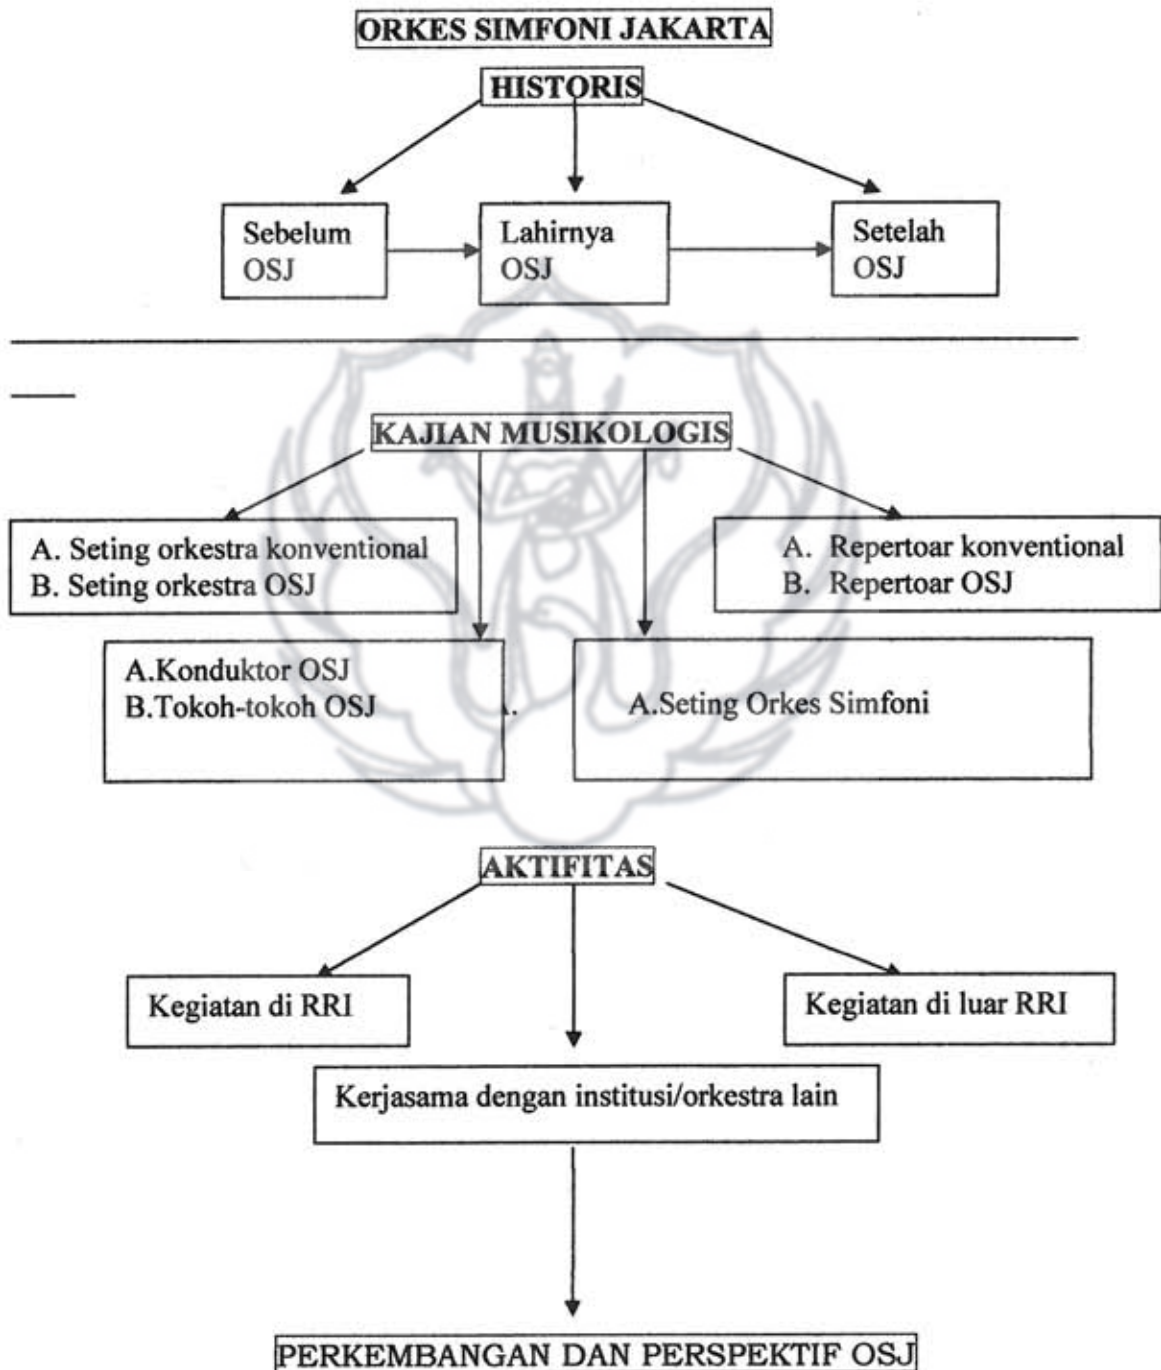 ORKES SIMFONI JAKARTA
HISTORIS
Sebelum
OSJ
Lahirnya
OSJ
Setelah
OSJ
KAJIAN MUSIKOLOGIS
A. Seting orkestra konventional
B. Seting orkestra OSJ
A. Repertoar konventional
B. Repertoar OSJ
A.Konduktor OSJ
B.Tokoh-tokoh OSJ
A.
A.Seting Orkes Simfoni
AKTIFITAS
Kegiatan di RRI
Kegiatan di luar RRI
Kerjasama dengan institusi/orkestra lain
PERKEMBANGAN DAN PERSPEKTIF OSJ